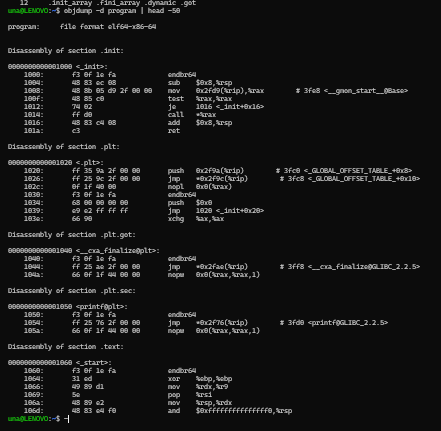 12 .init_array .fini_array .dynamic .got
uma@LENOVO:~$ objdump -d program | head -50
program: file format elf64-x86-64
Disassembly of section .init:
0000000000001000 <_init>:
1000: f3 0f 1e fa endbr64
1004: 48 83 ec 08 sub $0x8,%rsp
1008: 48 8b 05 d9 2f 00 00 mov 0x2fd9(%rip),%rax # 3fe8 <__gmon_start__@Base>
100f: 48 85 c0 test %rax,%rax
1012: 74 02 je 1016 <_init+0x16>
1014: ff d0 call *%rax
1016: 48 83 c4 08 add $0x8,%rsp
101a: c3 ret
Disassembly of section .plt:
0000000000001020 <.plt>:
1020: ff 35 9a 2f 00 00 push 0x2f9a(%rip) # 3fc0 <_GLOBAL_OFFSET_TABLE_+0x8>
1026: ff 25 9c 2f 00 00 jmp *0x2f9c(%rip) # 3fc8 <_GLOBAL_OFFSET_TABLE_+0x10>
102c: 0f 1f 40 00 nopl 0x0(%rax)
1030: f3 0f 1e fa endbr64
1034: 68 00 00 00 00 push $0x0
1039: e9 e2 ff ff ff jmp 1020 <_init+0x20>
103e: 66 90 xchg %ax,%ax
Disassembly of section .plt.got:
0000000000001040 <__cxa_finalize@plt>:
1040: f3 0f 1e fa endbr64
1044: ff 25 ae 2f 00 00 jmp *0x2fae(%rip) # 3ff8 <__cxa_finalize@GLIBC_2.2.5>
104a: 66 0f 1f 44 00 00 nopw 0x0(%rax,%rax,1)
Disassembly of section .plt.sec:
0000000000001050 <printf@plt>:
1050: f3 0f 1e fa endbr64
1054: ff 25 76 2f 00 00 jmp *0x2f76(%rip) # 3fd0 <printf@GLIBC_2.2.5>
105a: 66 0f 1f 44 00 00 nopw 0x0(%rax,%rax,1)
Disassembly of section .text:
0000000000001060 <_start>:
1060: f3 0f 1e fa endbr64
1064: 31 ed xor %ebp,%ebp
1066: 49 89 d1 mov %rdx,%r9
1069: 5e pop %rsi
106a: 48 89 e2 mov %rsp,%rdx
106d: 48 83 e4 f0 and $0xfffffffffffffff0,%rsp
uma@LENOVO:~$ ~